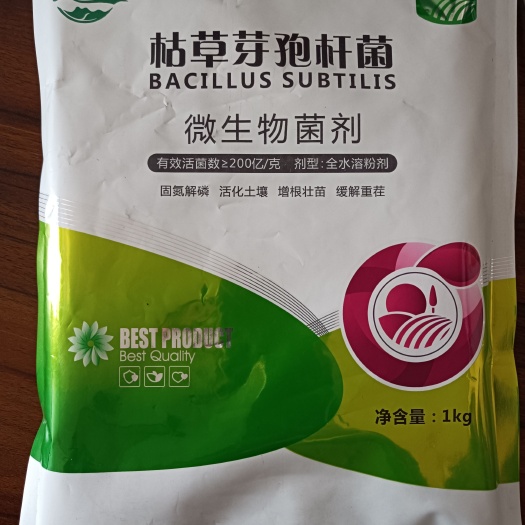 枯草芽孢杆菌
BACILLUS SUBTILIS
微生物菌剂
有效活菌数≥200亿/克 剂型:全水溶粉剂
固氮解磷 活化土壤 增根壮苗 缓解重茬
BEST PRODUCT
Best Quality
净含量：1kg